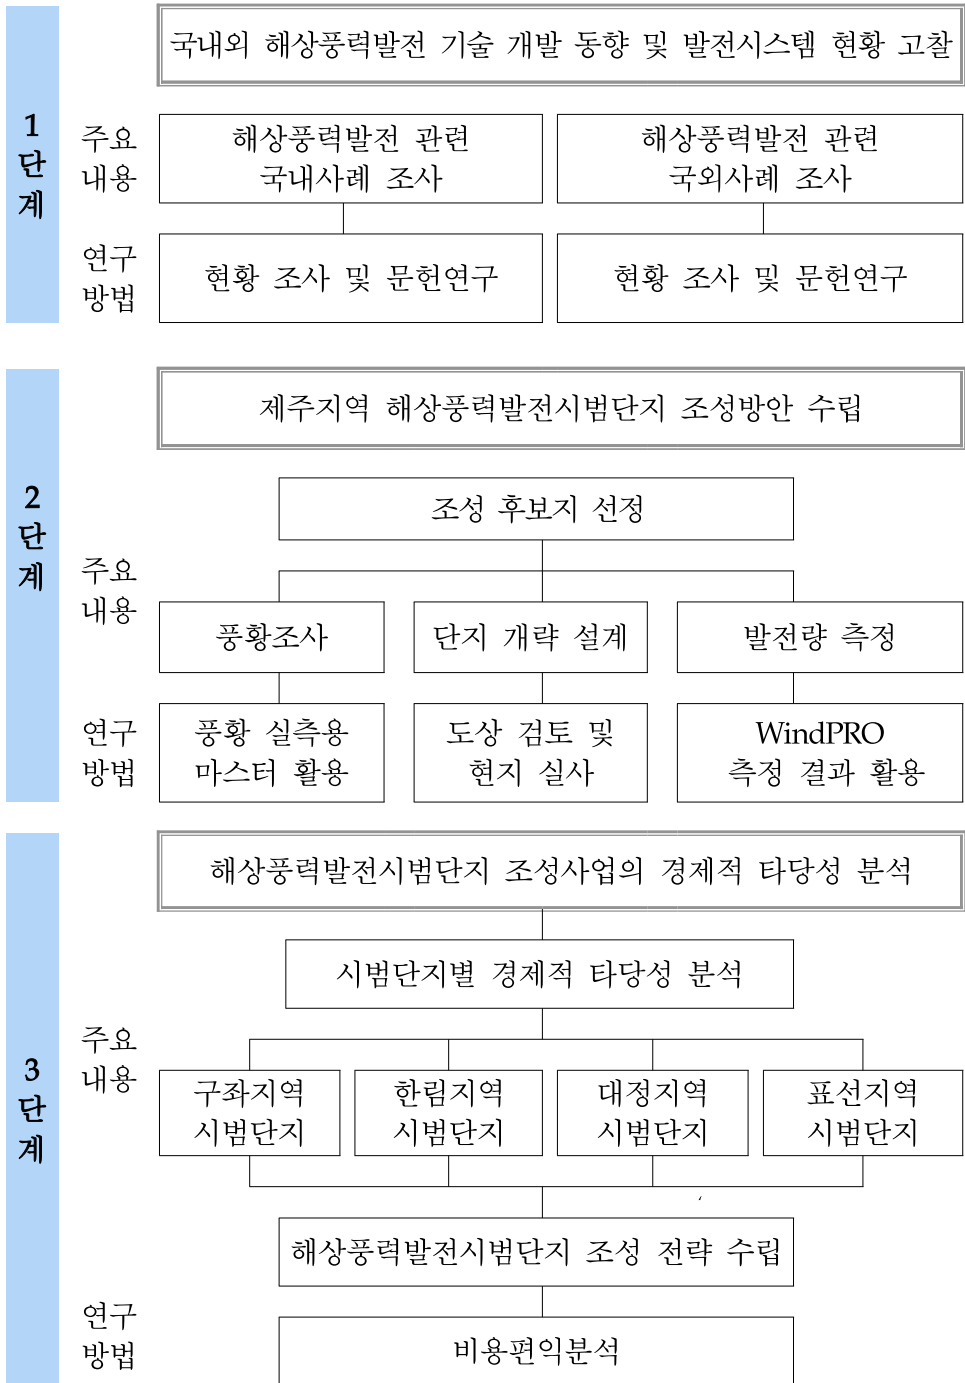 국내외 해상풍력발전 기술 개발 동향 및 발전시스템 현황 고찰
1
단
계
주요
내용
해상풍력발전 관련
국내사례 조사
해상풍력발전 관련
국외사례 조사
연구
방법
현황 조사 및 문헌연구
현황 조사 및 문헌연구
제주지역 해상풍력발전시범단지 조성방안 수립
2
단
계
조성 후보지 선정
주요
내용
풍황조사
단지 개략 설계
발전량 측정
연구
방법
풍황 실측용
마스터 활용
도상 검토 및
현지 실사
WindPRO
측정 결과 활용
해상풍력발전시범단지 조성사업의 경제적 타당성 분석
3
단
계
시범단지별 경제적 타당성 분석
주요
내용
구좌지역
시범단지
한림지역
시범단지
대정지역
시범단지
표선지역
시범단지
해상풍력발전시범단지 조성 전략 수립
연구
방법
비용편익분석